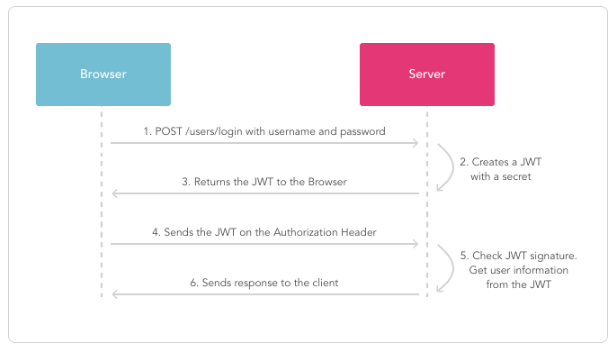 Browser
Server
1. POST /users/login with username and password
2. Creates a JWT
with a secret
3. Returns the JWT to the Browser
4. Sends the JWT on the Authorization Header
5. Check JWT signature.
Get user information
from the JWT
6. Sends response to the client